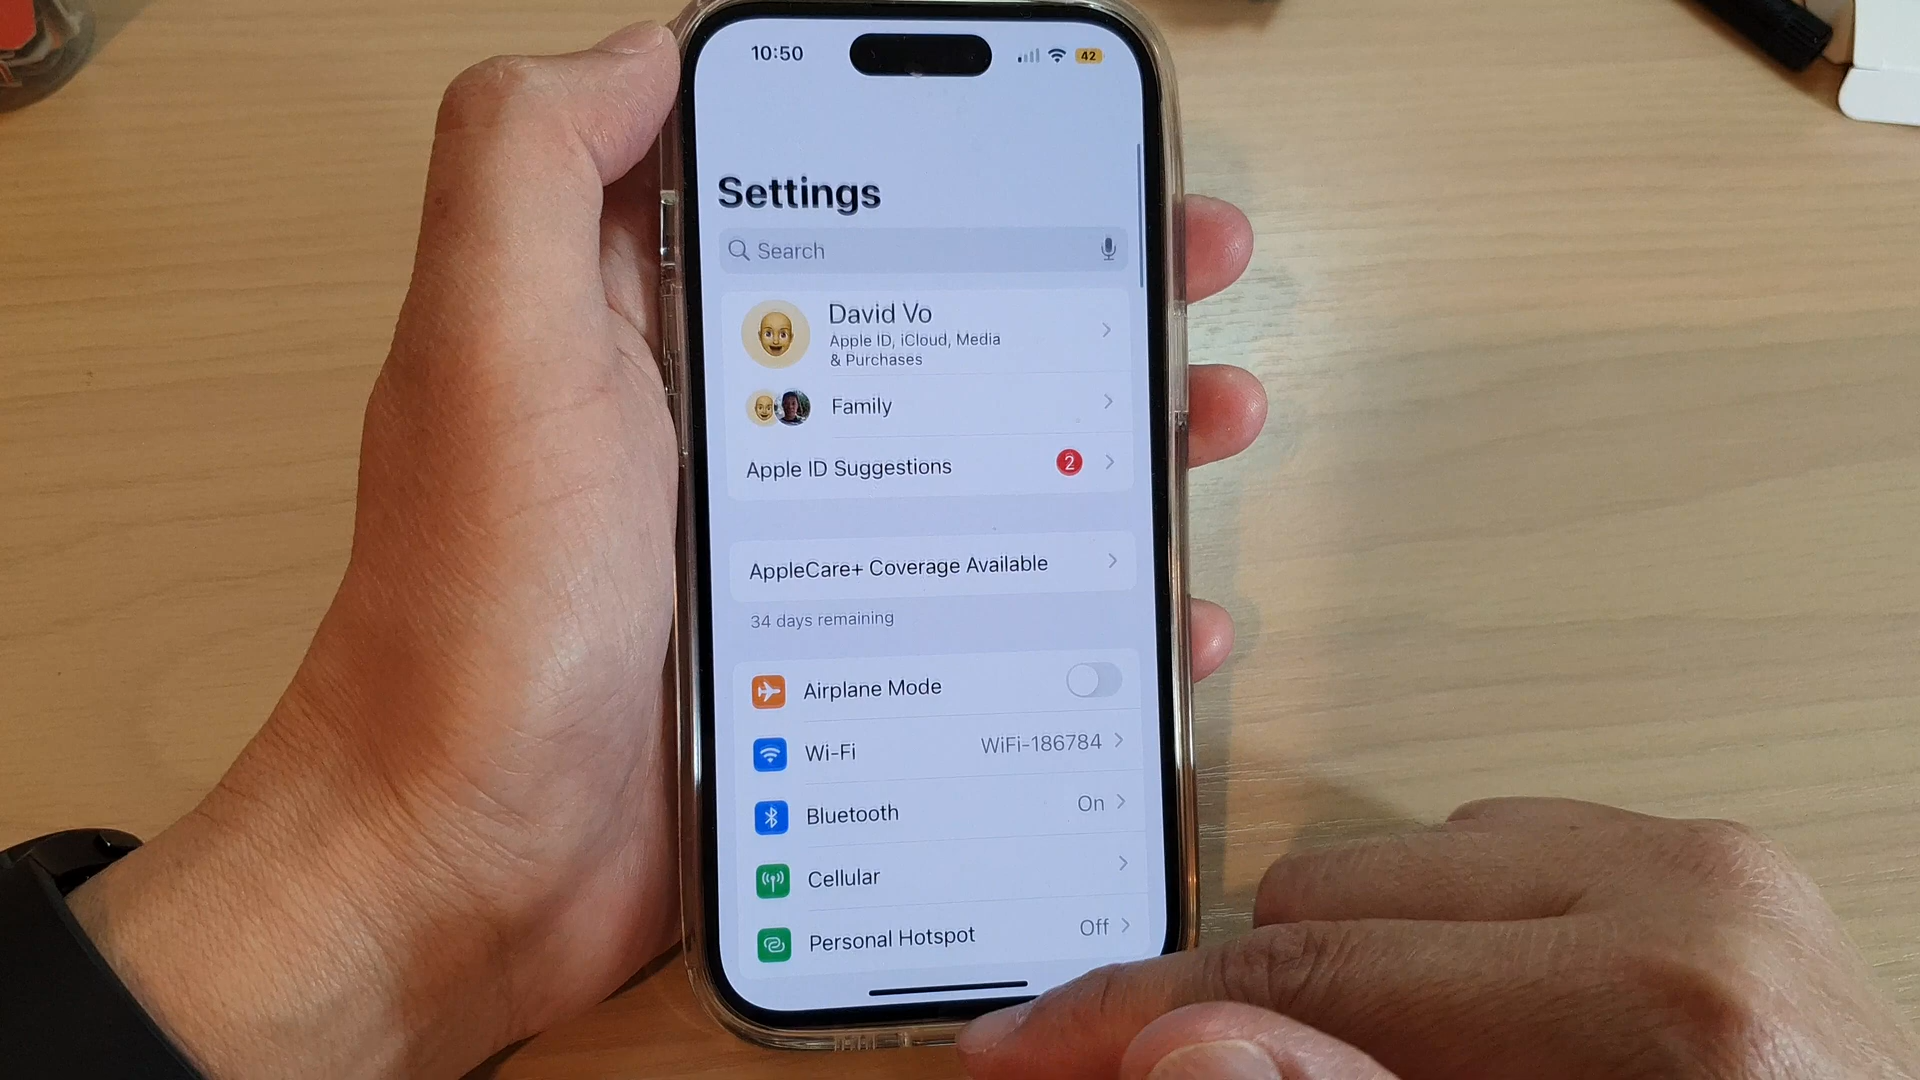 10:50
42
Settings
Search
David Vo
Apple ID, iCloud, Media
& Purchases
Family
Apple ID Suggestions 2
AppleCare+ Coverage Available
34 days remaining
Airplane Mode
Wi-Fi WiFi-186784
Bluetooth On
Cellular
Personal Hotspot Off